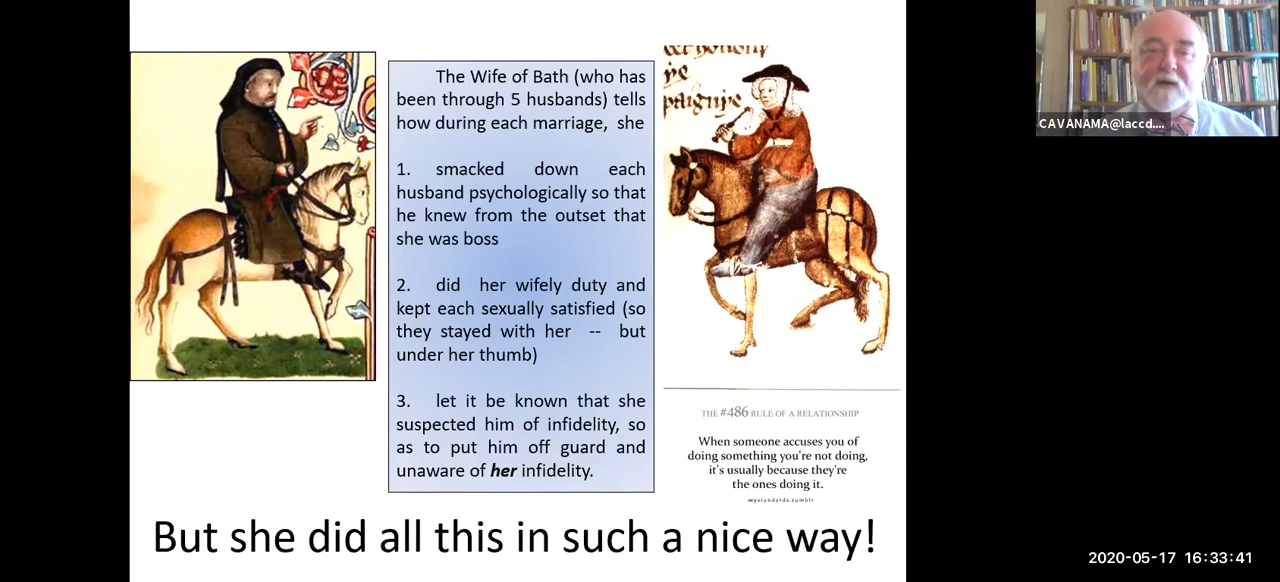 The Wife of Bath (who has
been through 5 husbands) tells
how during each marriage, she
1. smacked down each
husband psychologically so that
he knew from the outset that
she was boss
2. did her wifely duty and
kept each sexually satisfied (so
they stayed with her -- but
under her thumb)
3. let it be known that she
suspected him of infidelity, so
as to put him off guard and
unaware of her infidelity.
THE #486 RULE OF A RELATIONSHIP
When someone accuses you of
doing something you're not doing,
it's usually because they're
the ones doing it.
mystandards.tumblr
But she did all this in such a nice way!
CAVANAMA@laccd....
2020-05-17 16:33:41